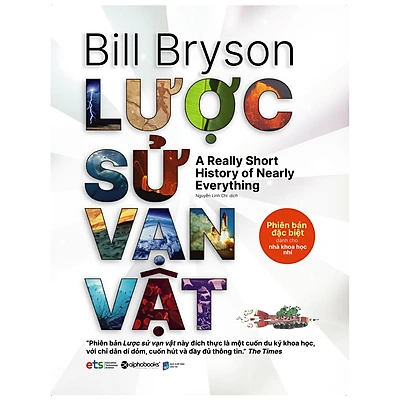 Bill Bryson
LƯỢC
SỬ
A Really Short
History of Nearly
Everything
Nguyễn Linh Chi dịch
Phiên bản
đặc biệt
dành cho
nhà khoa học
nhí
VẠN
VẬT
"Phiên bản Lược sử vạn vật này đích thực là một cuốn du ký khoa học,
với chỉ dẫn dí dỏm, cuốn hút và đầy đủ thông tin." The Times
ets
alphabooks